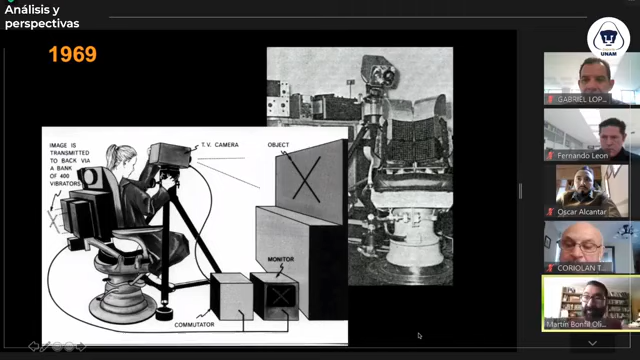 Análisis y
perspectivas
1969
UNAM
IMAGE IS
TRANSMITTED
TO BACK VIA
A BANK
OF 400
VIBRATORS
T.V. CAMERA
OBJECT
MONITOR
COMMUTATOR
GABRIEL LOP...
Fernando Leon
Oscar Alcantar
CORIOLAN T...
Martín Bonfil Oli...